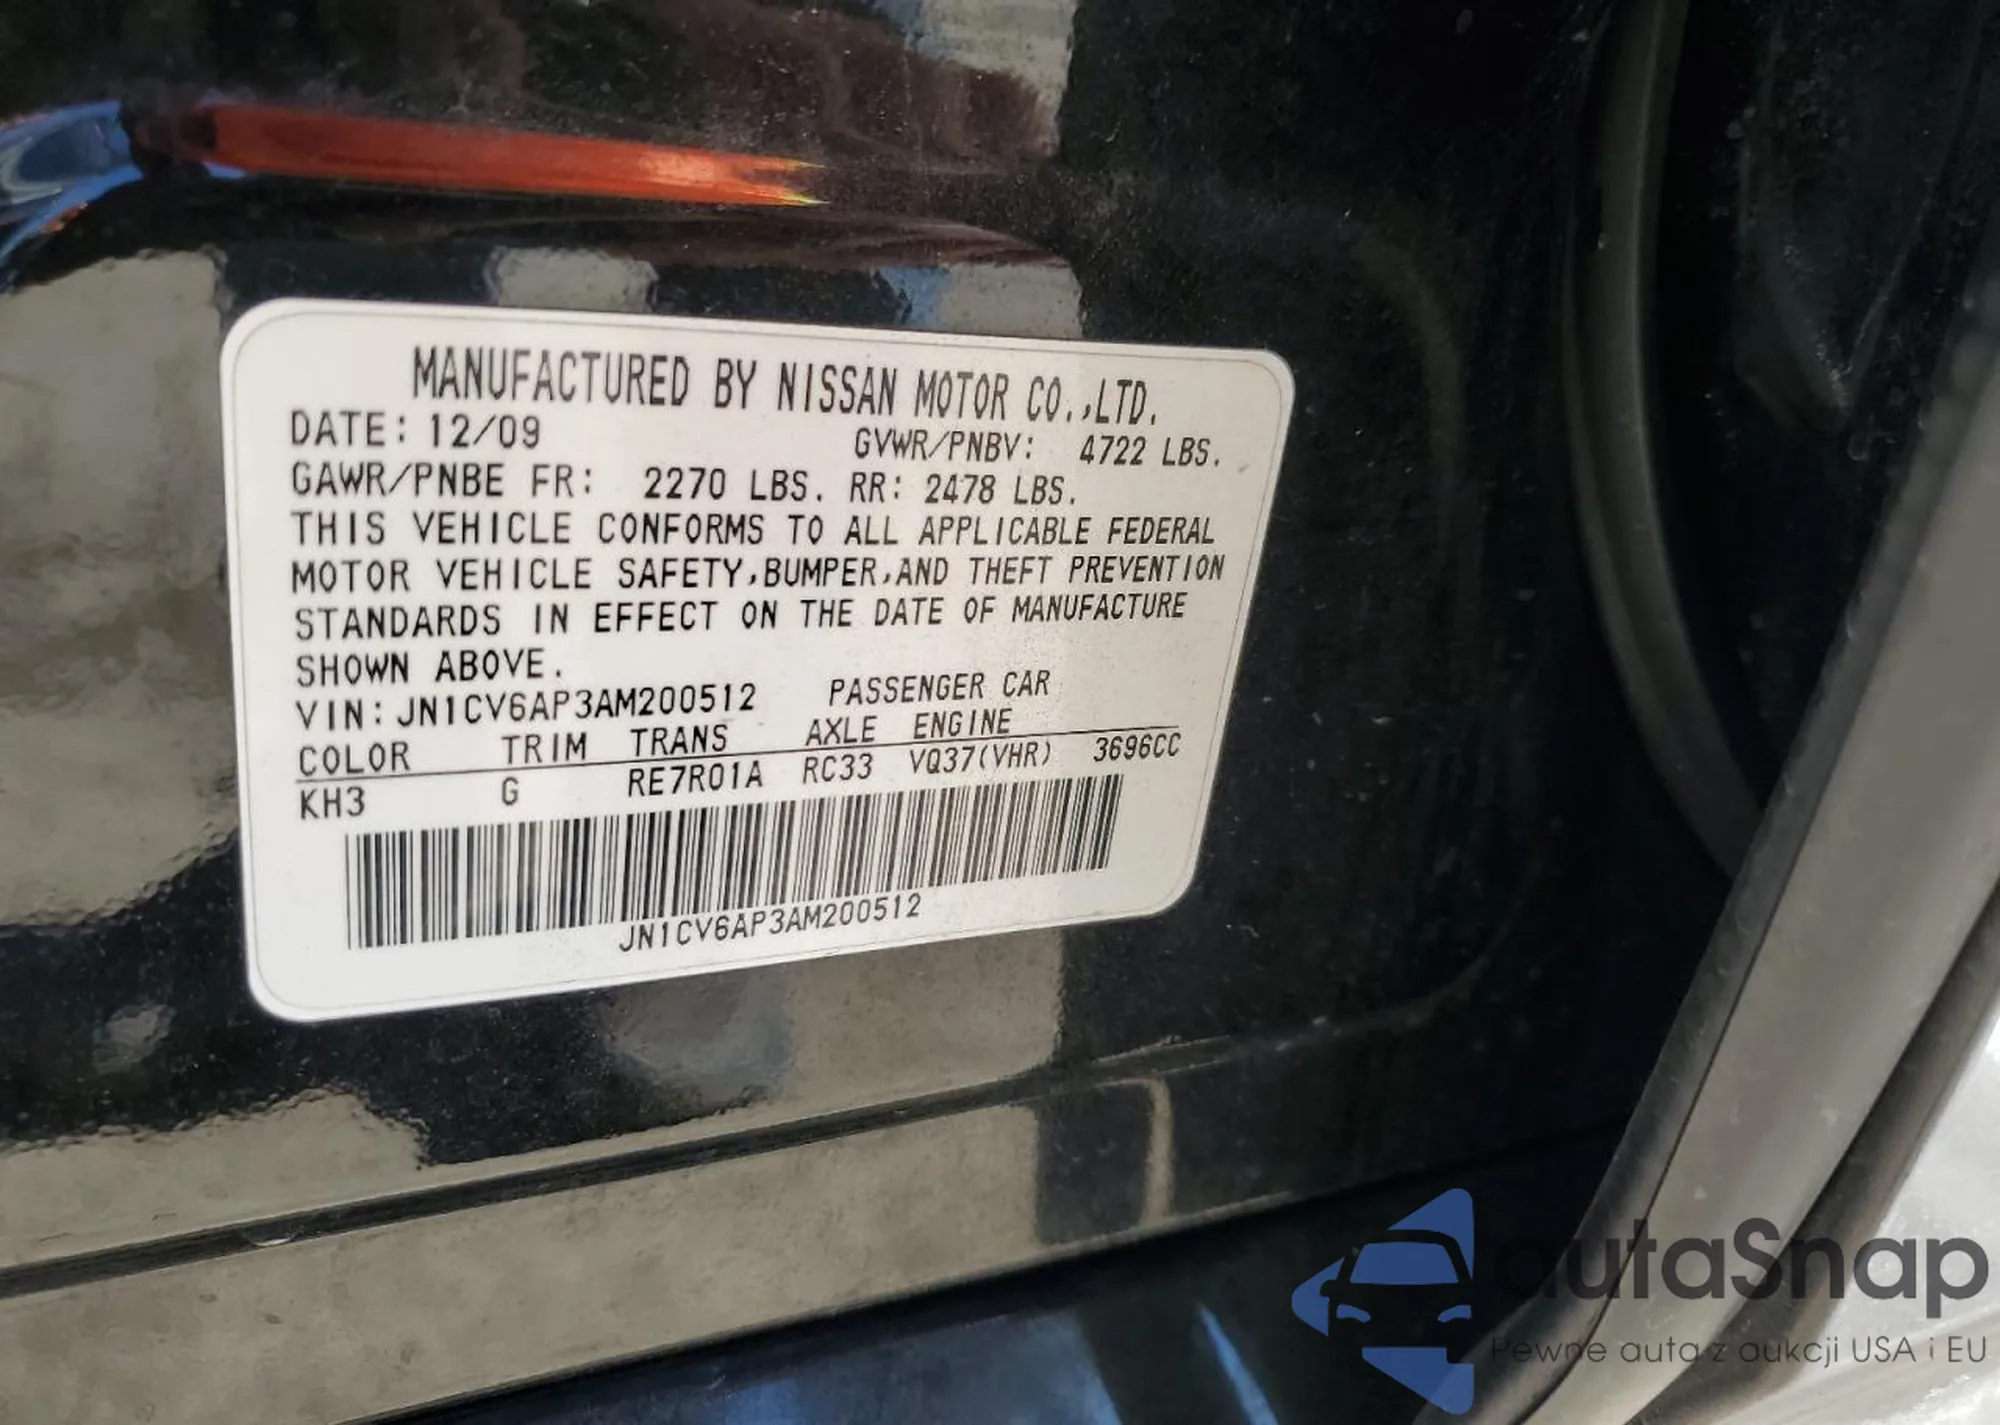 MANUFACTURED BY NISSAN MOTOR CO.,LTD.
DATE: 12/09 GVWR/PNBV: 4722 LBS.
GAWR/PNBE FR: 2270 LBS. RR: 2478 LBS.
THIS VEHICLE CONFORMS TO ALL APPLICABLE FEDERAL
MOTOR VEHICLE SAFETY,BUMPER,AND THEFT PREVENTION
STANDARDS IN EFFECT ON THE DATE OF MANUFACTURE
SHOWN ABOVE.
VIN: JN1CV6AP3AM200512 PASSENGER CAR
COLOR TRIM TRANS AXLE ENGINE
KH3 G RE7R01A RC33 VQ37(VHR) 3696CC
JN1CV6AP3AM200512
autaSnap
Pewne auta z aukcji USA i EU